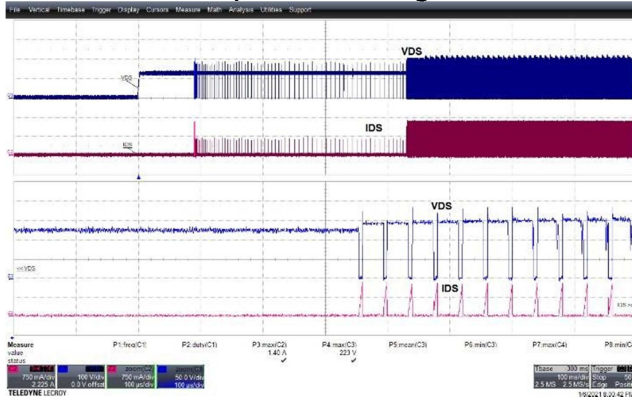 File Vertical Timebase Trigger Display Cursors Measure Math Analysis Utilities Support
VDS
VDS
IDS
IDS
VDS
<<VDS
IDS
Measure P1:freq(C1) P2:duty(C1) P3:max(C2) P4:max(C3) P5:mean(C3) P6:min(C3) P7:max(C4)
value 1.40 A 223 V
status
Tbase 300 ms Trigger
750 mA/div 100 V/div 750 mA/div 50.0 V/div 100 ms/div Stop
-2.225 A 0.0 V offset 100 µs/div 100 µs/div 2.5 MS 2.5 MS/s Edge
TELEDYNE LECROY